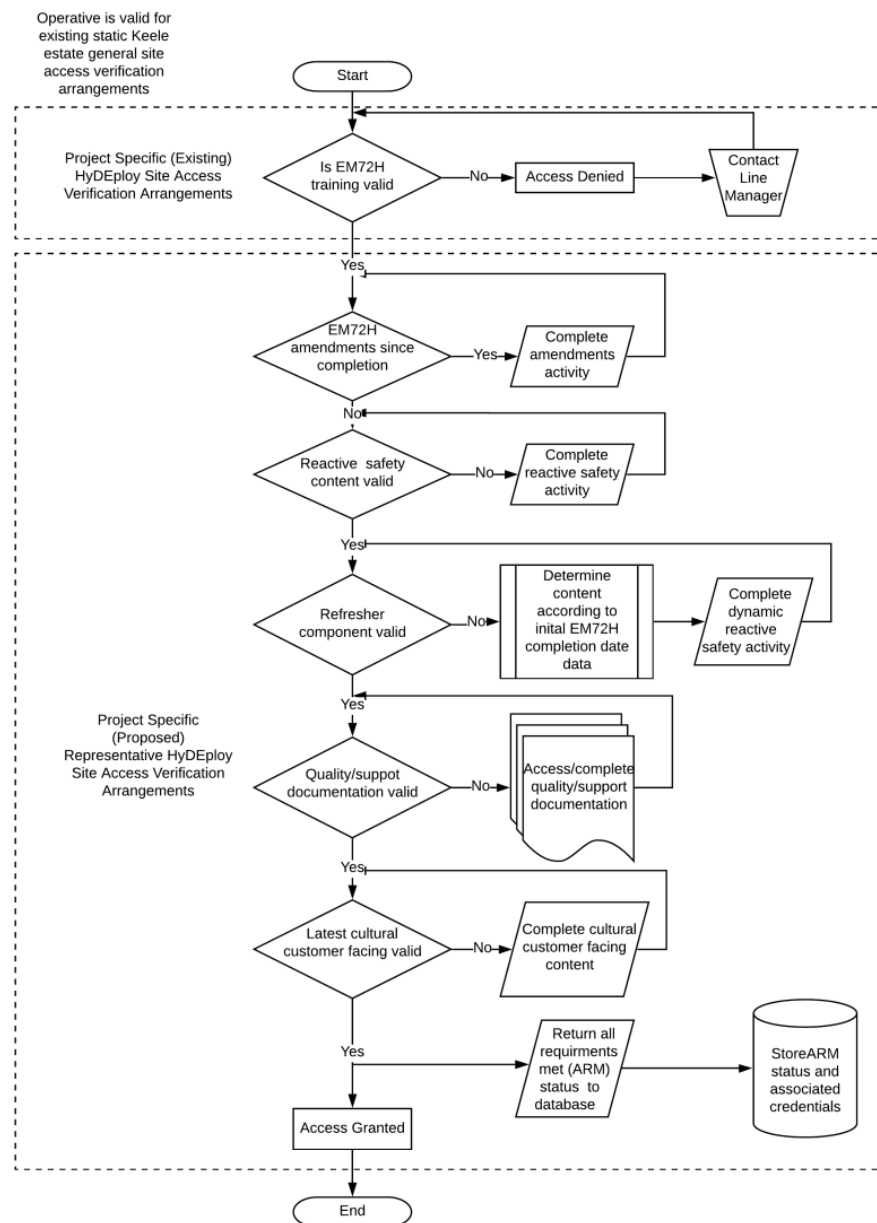 Operative is valid for
existing static Keele
estate general site
access verification
arrangements
Start
Project Specific (Existing)
HyDEploy Site Access
Verification Arrangements
Is EM72H
training valid
No
Access Denied
Contact
Line
Manager
Yes
EM72H
amendments since
completion
Yes
Complete
amendments
activity
No
Reactive safety
content valid
No
Complete
reactive safety
activity
Yes
Refresher
component valid
No
Determine
content
according to
inital EM72H
completion date
data
Complete
dynamic
reactive
safety activity
Yes
Project Specific
(Proposed)
Representative HyDEploy
Site Access Verification
Arrangements
Quality/suppot
documentation valid
No
Access/complete
quality/support
documentation
Yes
Latest cultural
customer facing valid
No
Complete cultural
customer facing
content
Yes
Return all
requirments
met (ARM)
status to
database
StoreARM
status and
associated
credentials
Access Granted
End